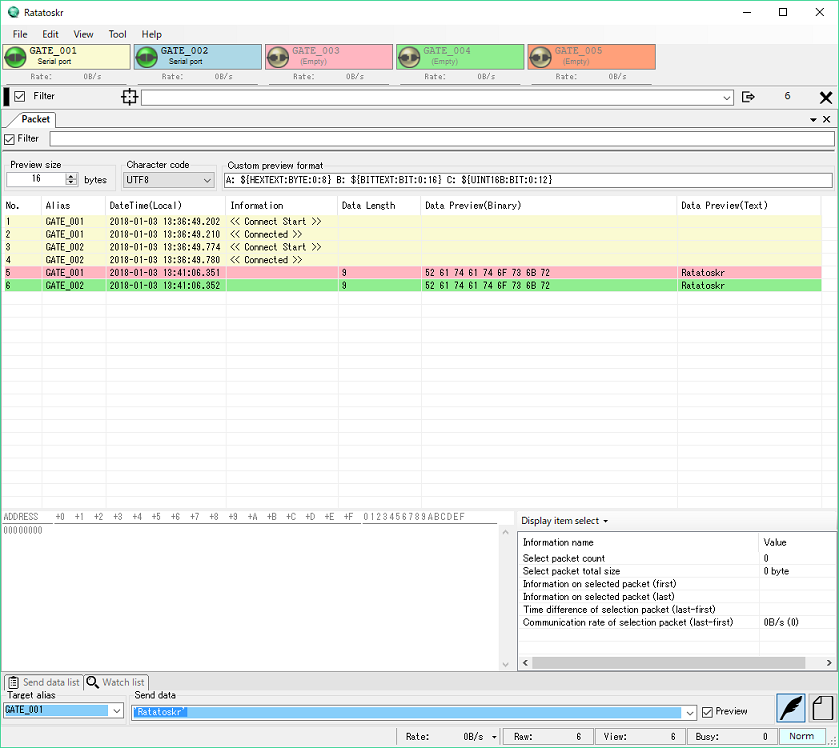 Ratatoskr
File Edit View Tool Help
GATE_001 GATE_002 GATE_003 GATE_004 GATE_005
Serial port Serial port (Empty) (Empty) (Empty)
Rate: 0B/s Rate: 0B/s Rate: 0B/s Rate: 0B/s Rate: 0B/s
Filter 6
Packet
Filter
Preview size Character code Custom preview format
16 bytes UTF8 A: ${HEXTEXT:BYTE:0:8} B: ${BITTEXT:BIT:0:16} C: ${UINT16B:BIT:0:12}
No. Alias DateTime(Local) Information Data Length Data Preview(Binary) Data Preview(Text)
1 GATE_001 2018-01-03 13:36:49.202 << Connect Start >>
2 GATE_001 2018-01-03 13:36:49.210 << Connected >>
3 GATE_002 2018-01-03 13:36:49.774 << Connect Start >>
4 GATE_002 2018-01-03 13:36:49.780 << Connected >>
5 GATE_001 2018-01-03 13:41:06.351 9 52 61 74 61 74 6F 73 6B 72 Ratatoskr
6 GATE_002 2018-01-03 13:41:06.352 9 52 61 74 61 74 6F 73 6B 72 Ratatoskr
ADDRESS +0 +1 +2 +3 +4 +5 +6 +7 +8 +9 +A +B +C +D +E +F 0123456789ABCDEF
00000000
Display item select
Information name Value
Select packet count 0
Select packet total size 0 byte
Information on selected packet (first)
Information on selected packet (last)
Time difference of selection packet (last-first)
Communication rate of selection packet (last-first) 0B/s (0)
Send data list Watch list
Target alias Send data
GATE_001 'Ratatoskr' Preview
Rate: 0B/s Raw: 6 View: 6 Busy: 0 Norm